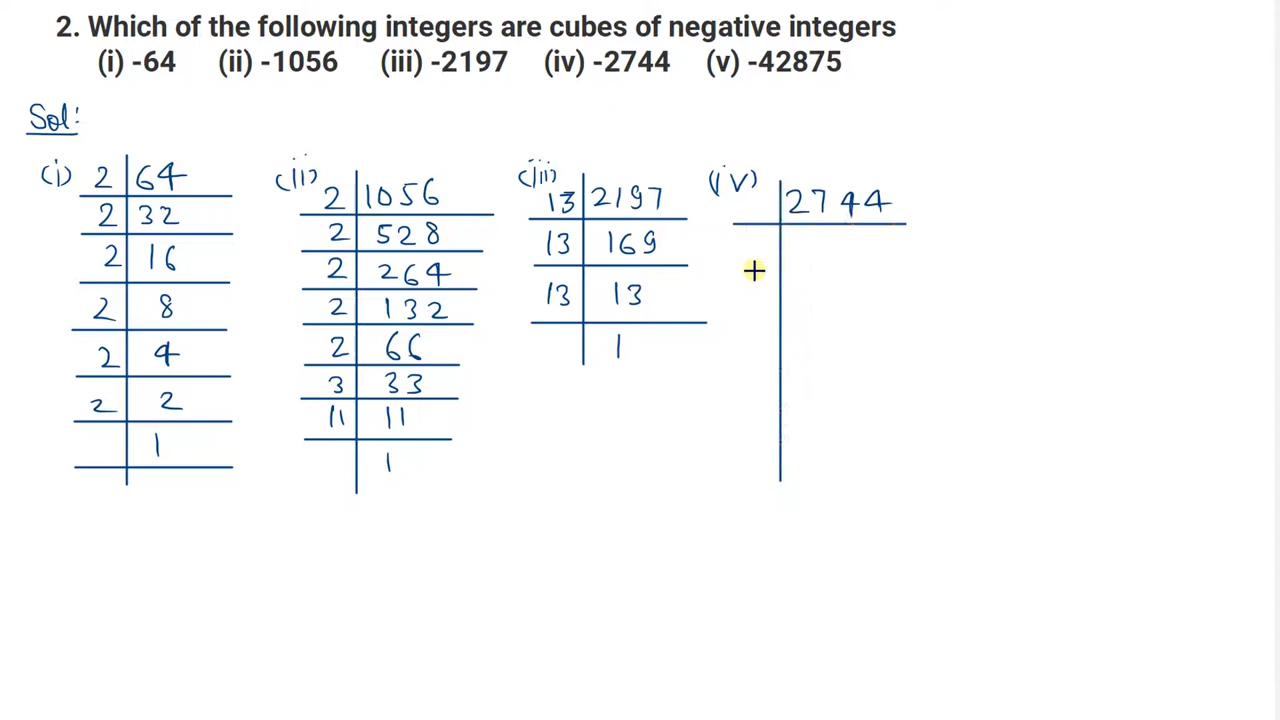 2. Which of the following integers are cubes of negative integers
(i) -64 (ii) -1056 (iii) -2197 (iv) -2744 (v) -42875
Sol:
(i)
2 64
2 32
2 16
2 8
2 4
2 2
1
(ii)
2 1056
2 528
2 264
2 132
2 66
3 33
11 11
1
(iii)
13 2197
13 169
13 13
1
(iv)
2744